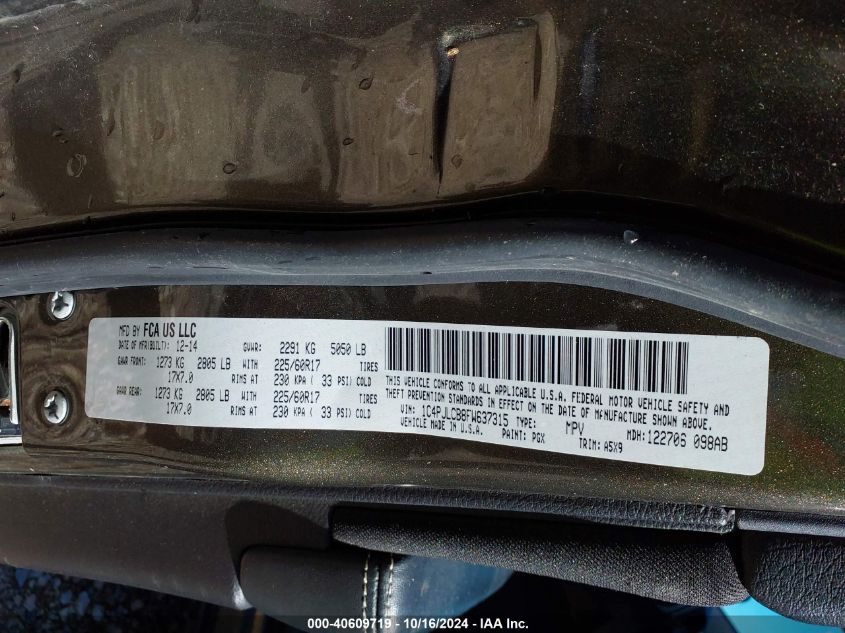 MFD BY FCA US LLC
DATE OF MFR(BUILT): 12-14 GVWR: 2291 KG 5050 LB
GAWR FRONT: 1273 KG 2805 LB WITH 225/60R17 TIRES
17X7.0 RIMS AT 230 KPA ( 33 PSI) COLD
GAWR REAR: 1273 KG 2805 LB WITH 225/60R17 TIRES
17X7.0 RIMS AT 230 KPA ( 33 PSI) COLD
THIS VEHICLE CONFORMS TO ALL APPLICABLE U.S.A. FEDERAL MOTOR VEHICLE SAFETY AND
THEFT PREVENTION STANDARDS IN EFFECT ON THE DATE OF MANUFACTURE SHOWN ABOVE.
VIN: 1C4PJLCB8FW637315 TYPE: MPV MDH: 122706 098AB
VEHICLE MADE IN U.S.A. PAINT: PGX TRIM: A5X9
000-40609719 - 10/16/2024 - IAA Inc.